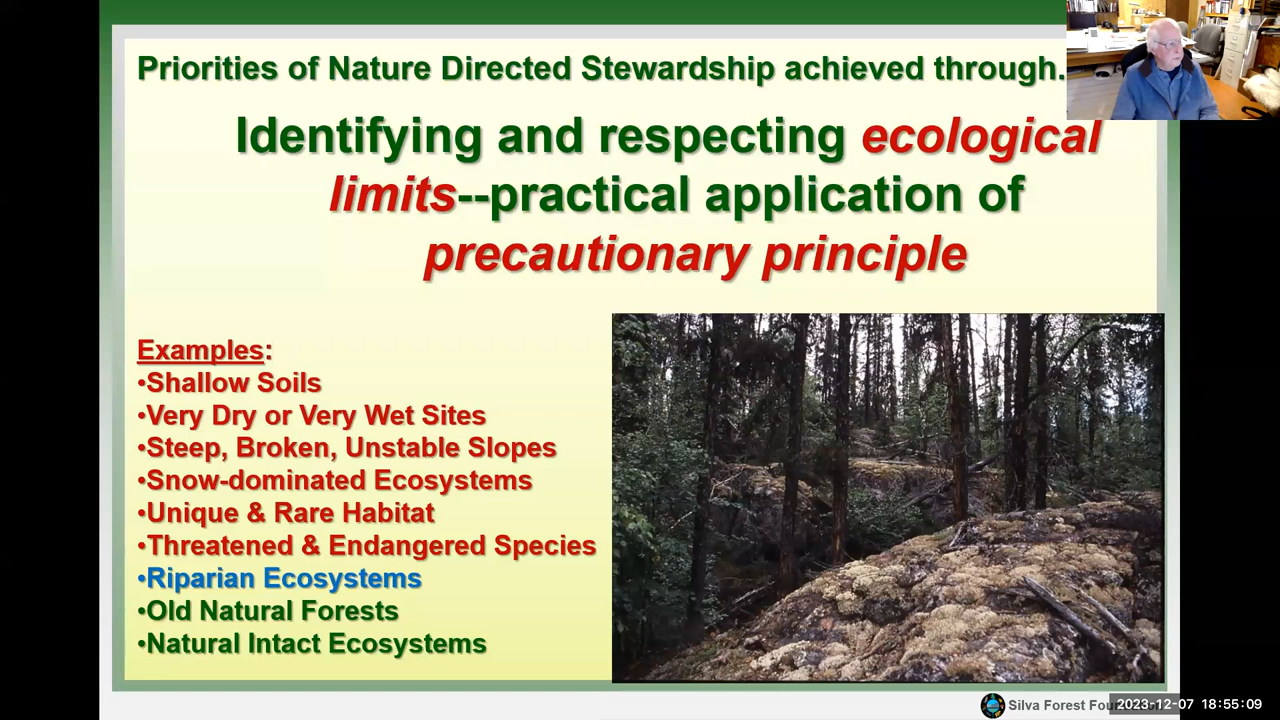 Priorities of Nature Directed Stewardship achieved through.
Identifying and respecting ecological
limits--practical application of
precautionary principle
Examples:
•Shallow Soils
•Very Dry or Very Wet Sites
•Steep, Broken, Unstable Slopes
•Snow-dominated Ecosystems
•Unique & Rare Habitat
•Threatened & Endangered Species
•Riparian Ecosystems
•Old Natural Forests
•Natural Intact Ecosystems
Silva Forest
2023-12-07 18:55:09